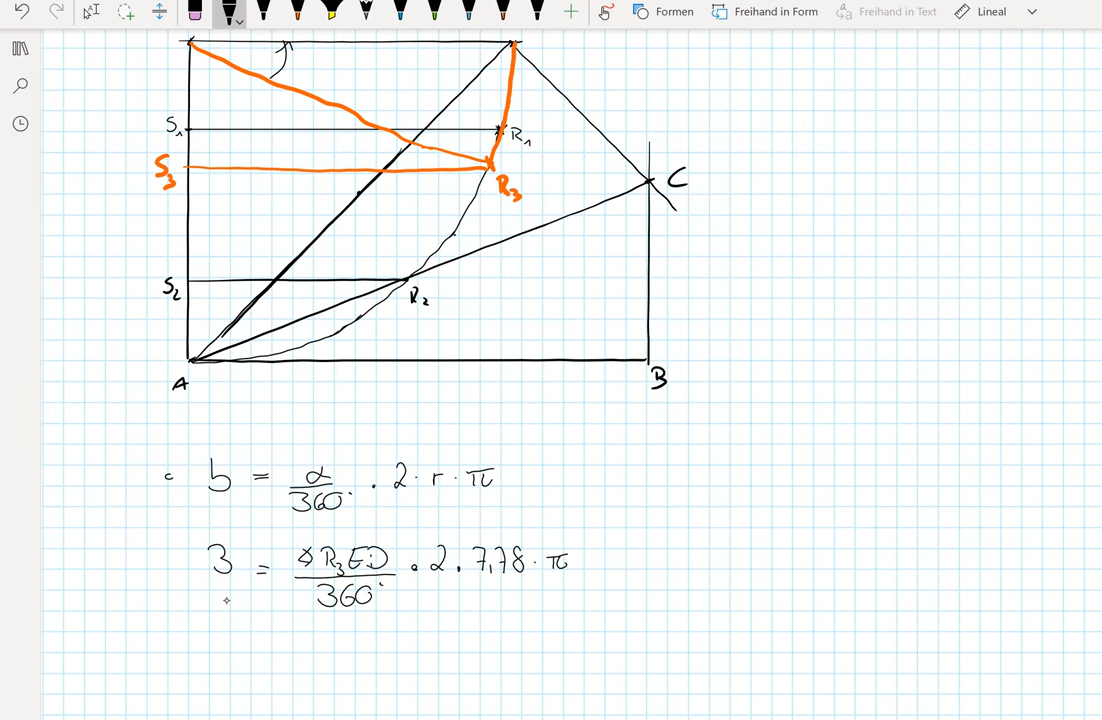 Formen Freihand in Form Freihand in Text Lineal
S₁ R₁
S₃ R₃
C
S₂ R₂
A B
c b = α/360° · 2 · r · π
3 = ∢R₃ED/360° · 2 · 7,78 · π